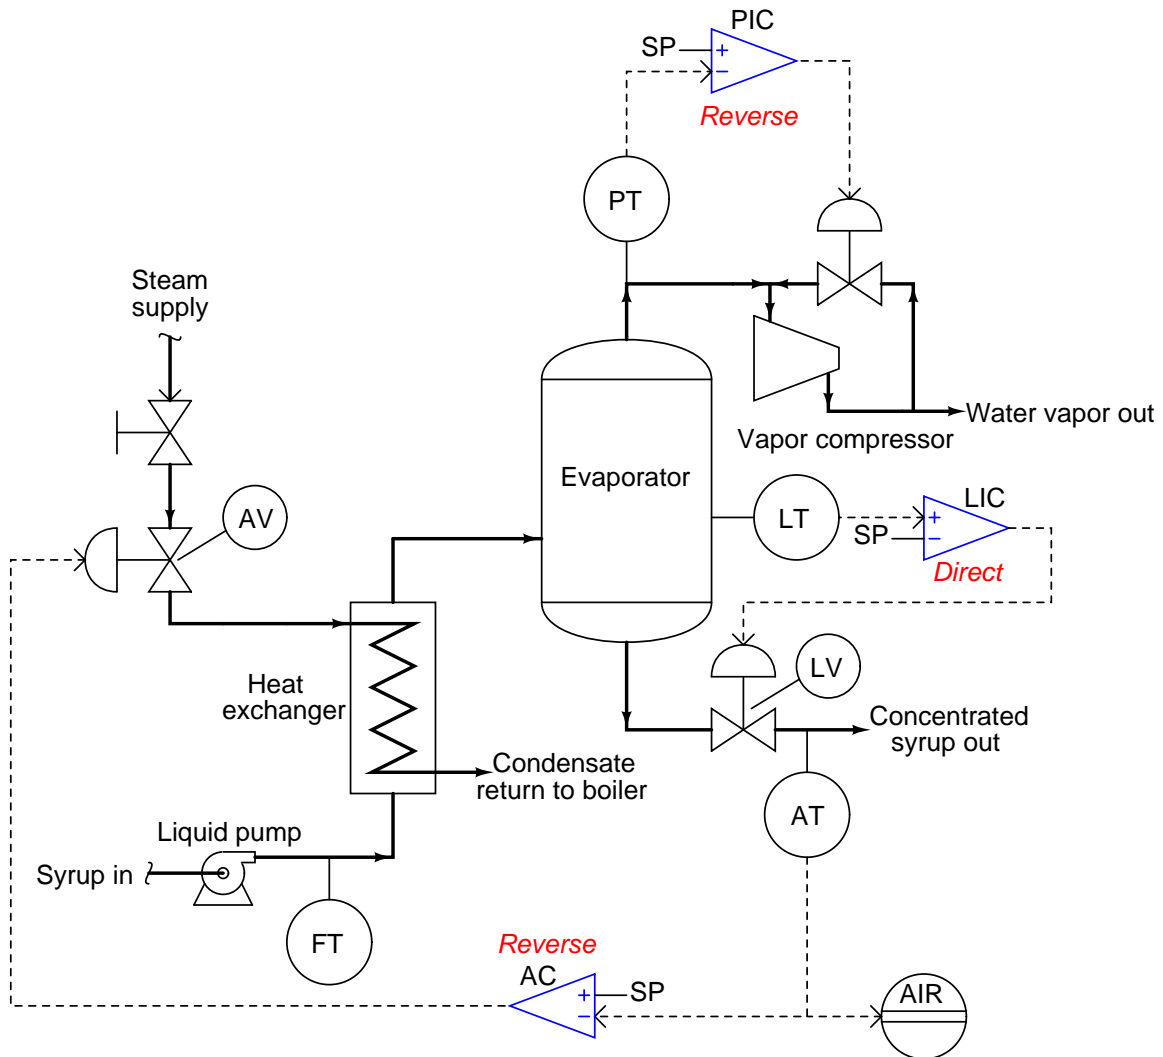 PIC
SP
+
−
Reverse
PT
Steam
supply
Water vapor out
Vapor compressor
Evaporator
AV
LT
LIC
+
SP
−
Direct
LV
Heat
exchanger
Concentrated
syrup out
Condensate
return to boiler
AT
Liquid pump
Syrup in
FT
Reverse
AC
+
SP
−
AIR